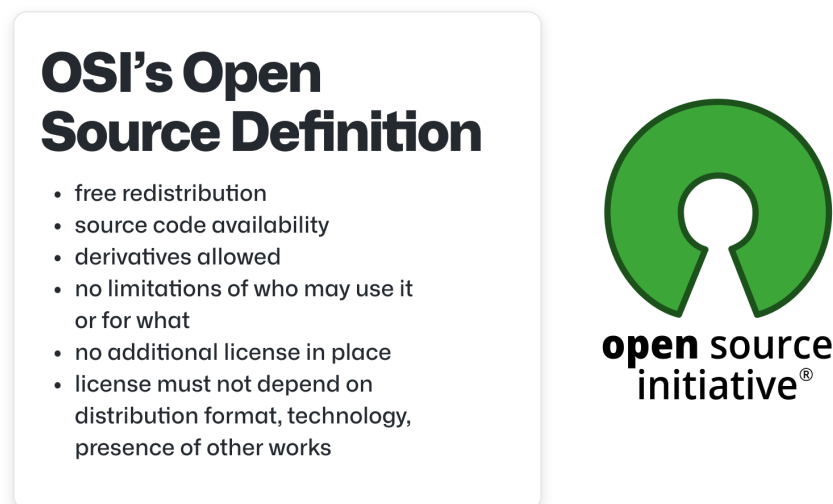 OSI’s Open
Source Definition
• free redistribution
• source code availability
• derivatives allowed
• no limitations of who may use it
or for what
• no additional license in place
• license must not depend on
distribution format, technology,
presence of other works
open source
initiative®